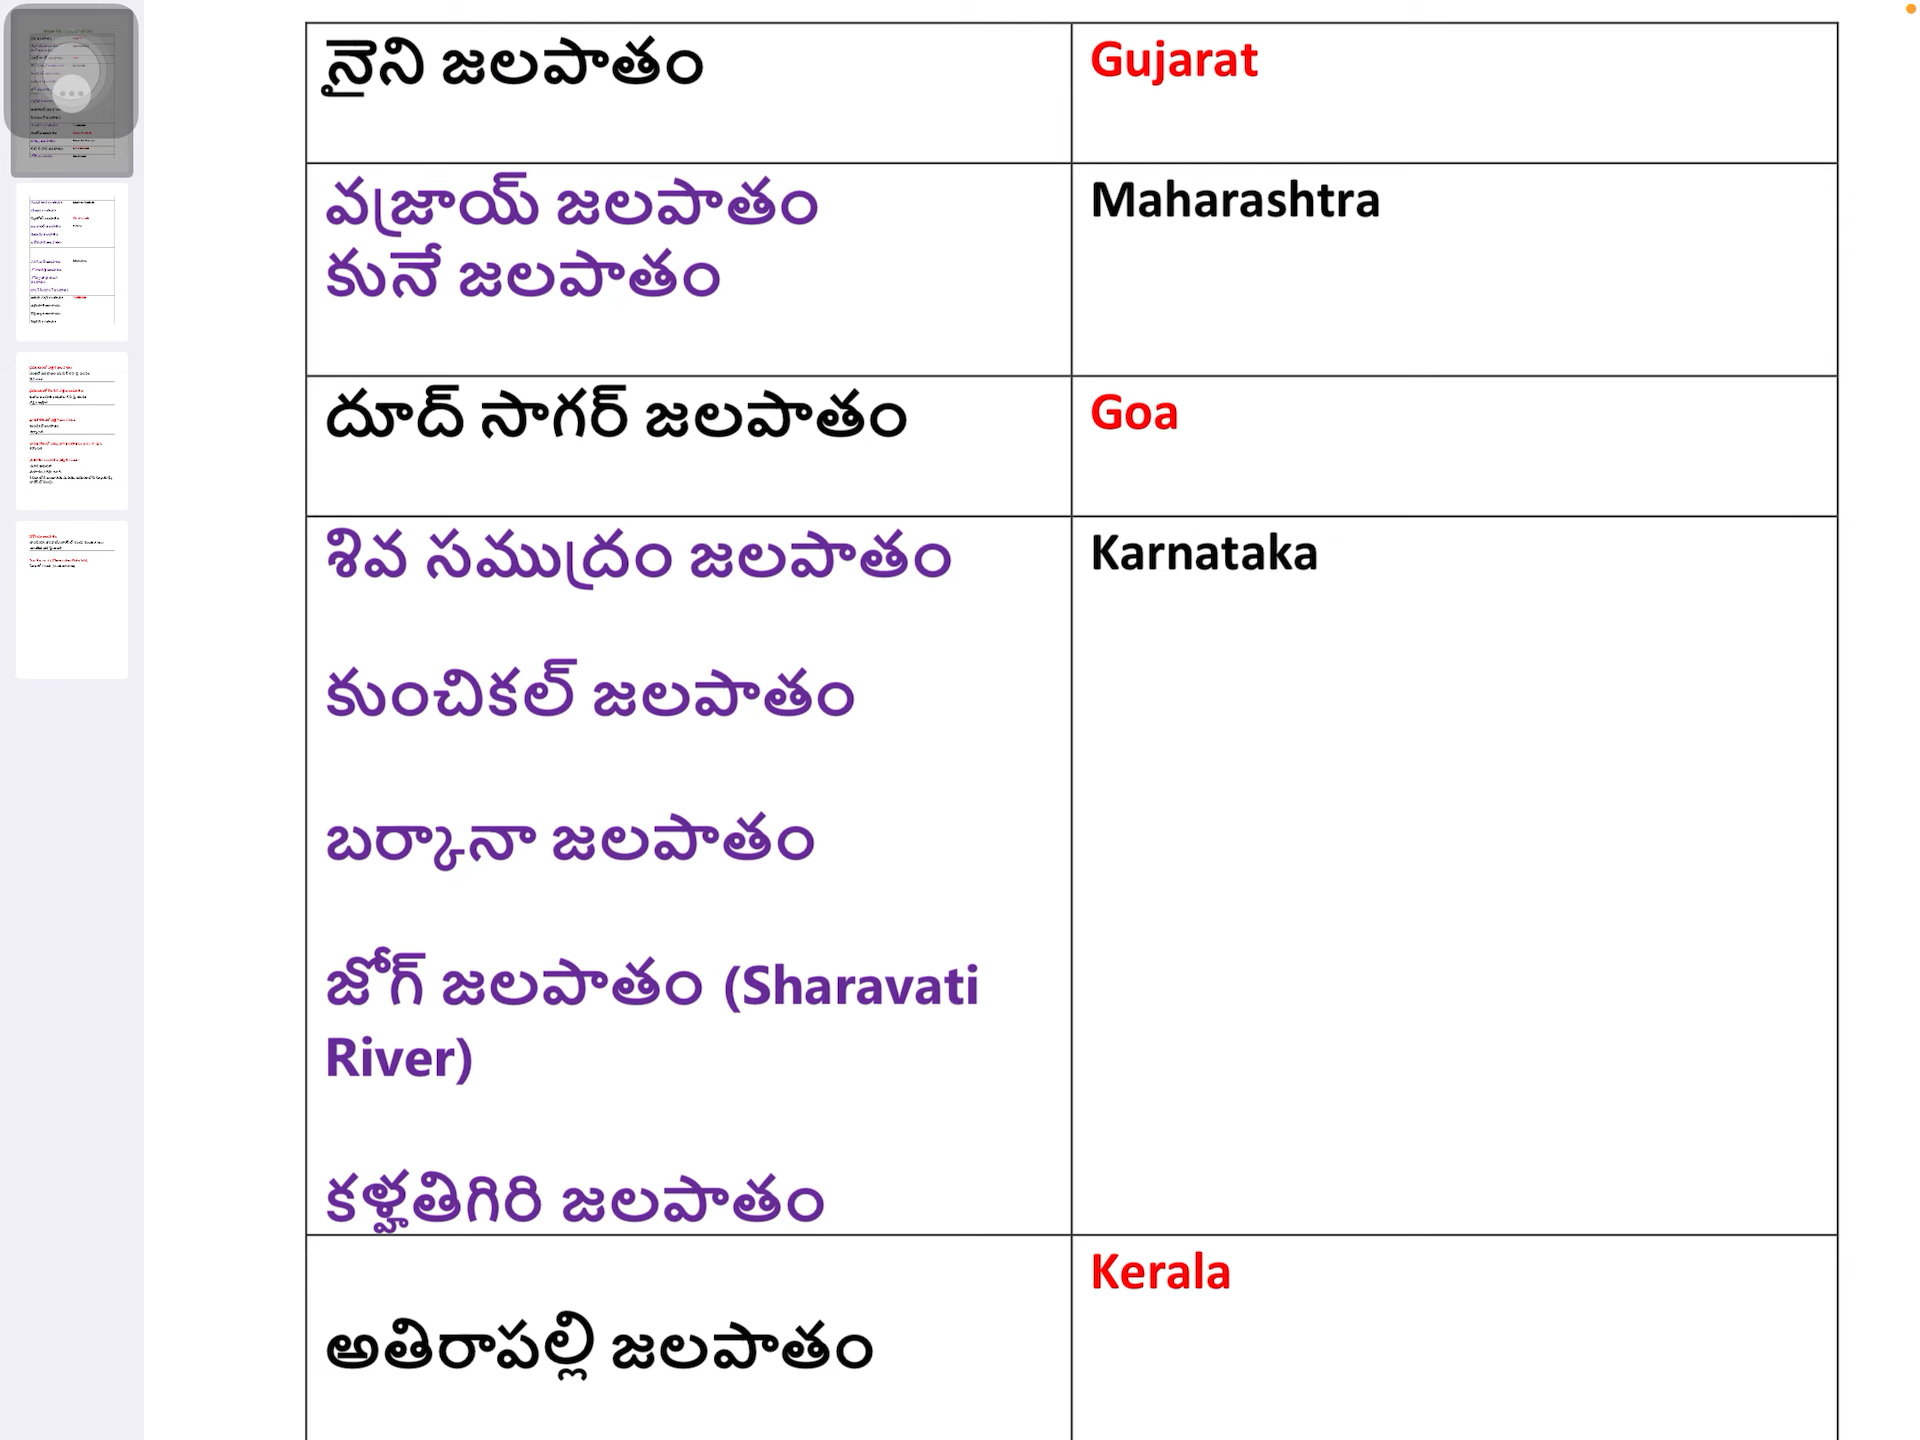 నైని జలపాతం
Gujarat
వజ్రాయ్ జలపాతం
కునే జలపాతం
Maharashtra
దూద్ సాగర్ జలపాతం
Goa
శివ సముద్రం జలపాతం
Karnataka
కుంచికల్ జలపాతం
బర్కానా జలపాతం
జోగ్ జలపాతం (Sharavati
River)
కళ్హతిగిరి జలపాతం
Kerala
అతిరాపల్లి జలపాతం